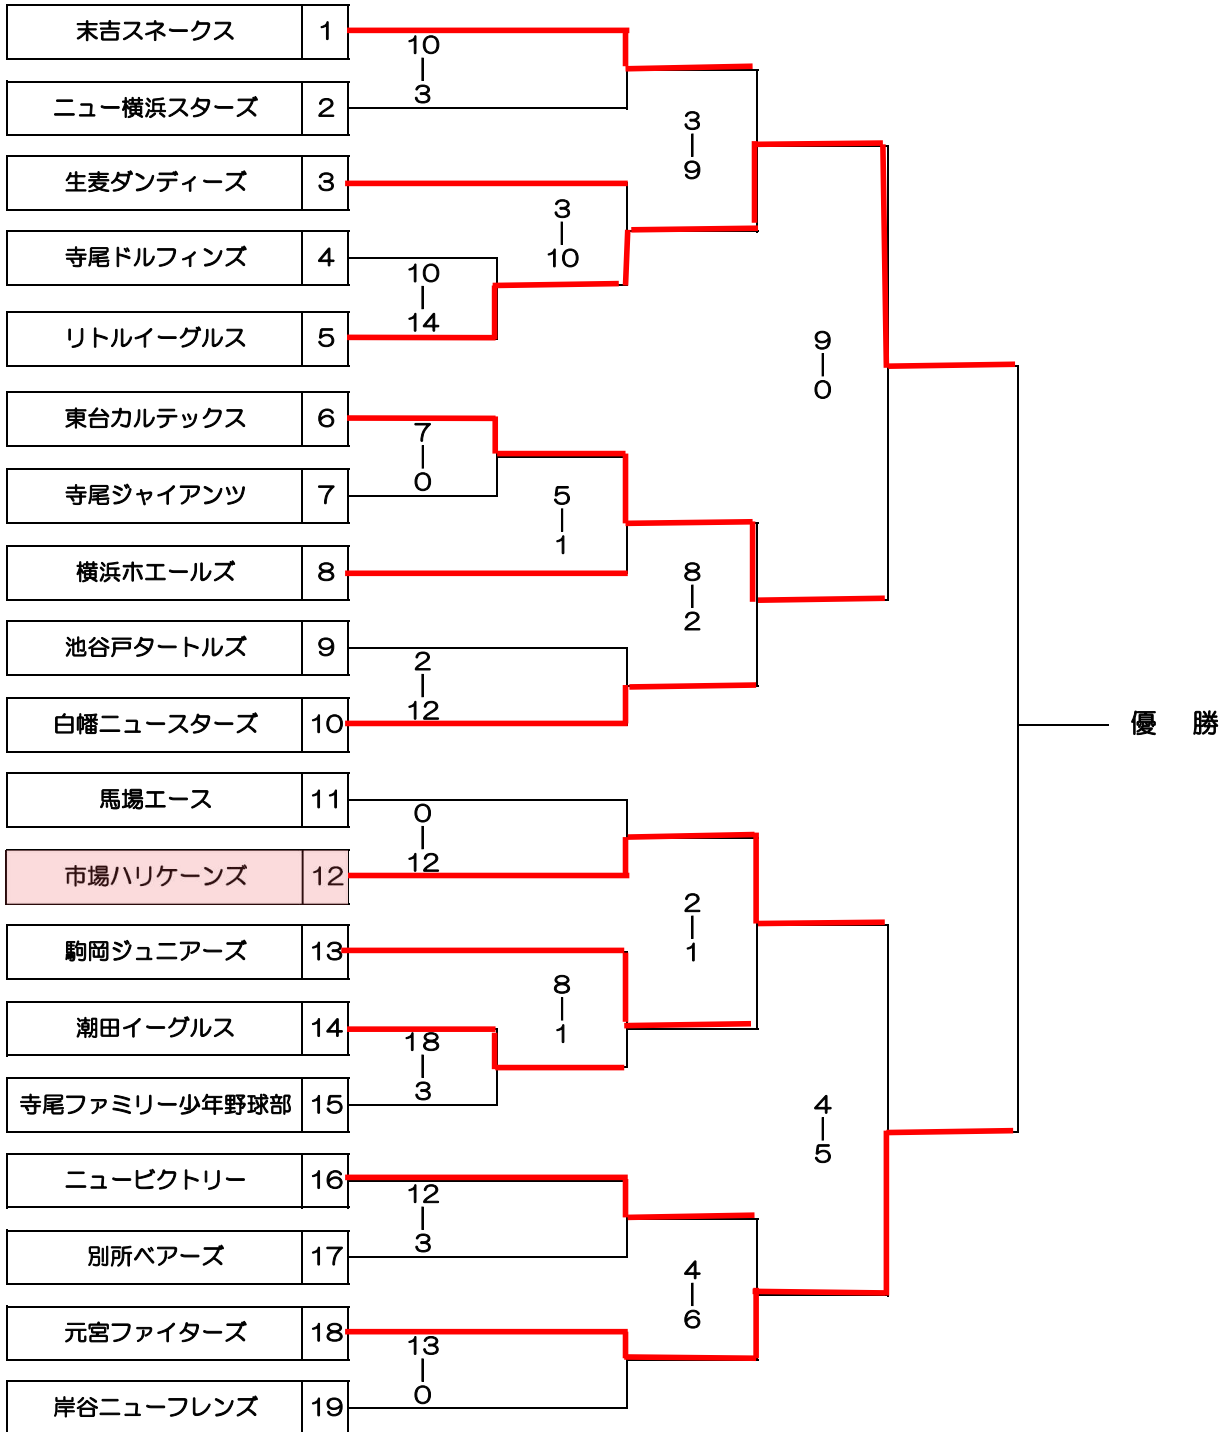 末吉スネークス 1
ニュー横浜スターズ 2
生麦ダンディーズ 3
寺尾ドルフィンズ 4
リトルイーグルス 5
東台カルテックス 6
寺尾ジャイアンツ 7
横浜ホエールズ 8
池谷戸タートルズ 9
白幡ニュースターズ 10
馬場エース 11
市場ハリケーンズ 12
駒岡ジュニアーズ 13
潮田イーグルス 14
寺尾ファミリー少年野球部 15
ニュービクトリー 16
別所ベアーズ 17
元宮ファイターズ 18
岸谷ニューフレンズ 19
10
|
3
10
|
14
7
|
0
2
|
12
0
|
12
18
|
3
12
|
3
13
|
0
3
|
10
5
|
1
8
|
1
3
|
9
8
|
2
2
|
1
4
|
6
9
|
0
4
|
5
優 勝